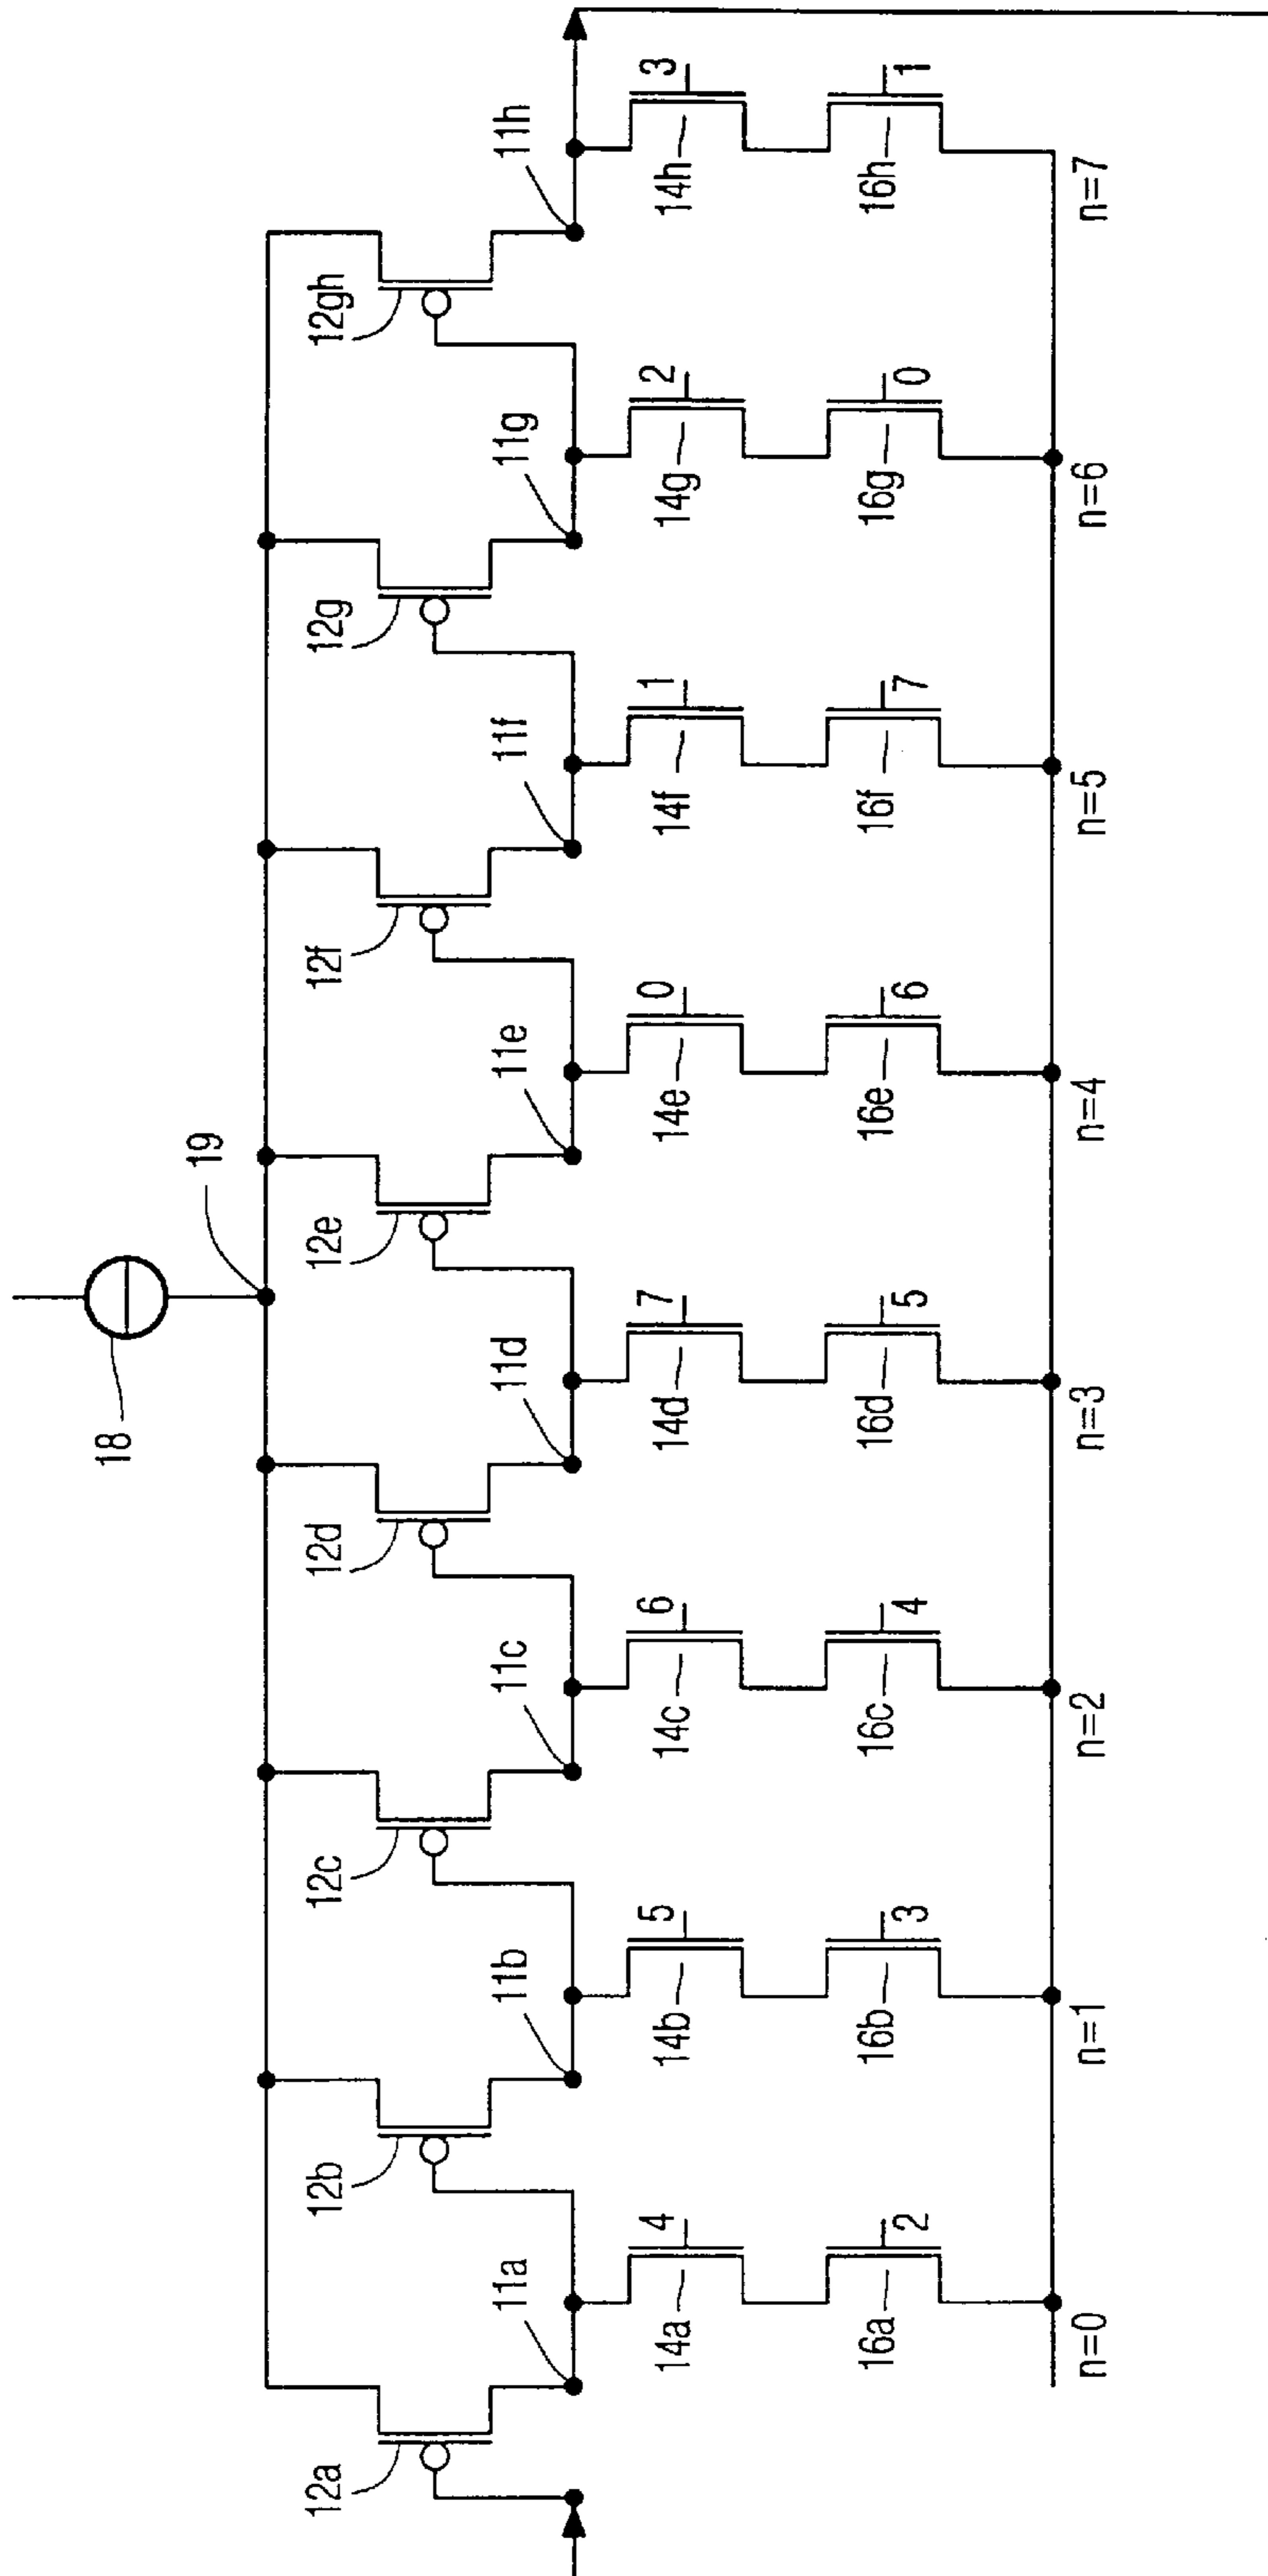 18
19
12a
12b
12c
12d
12e
12f
12g
12gh
11a
11b
11c
11d
11e
11f
11g
11h
14a
4
14b
5
14c
6
14d
7
14e
0
14f
1
14g
2
14h
3
16a
2
16b
3
16c
4
16d
5
16e
6
16f
7
16g
0
16h
1
n=0
n=1
n=2
n=3
n=4
n=5
n=6
n=7